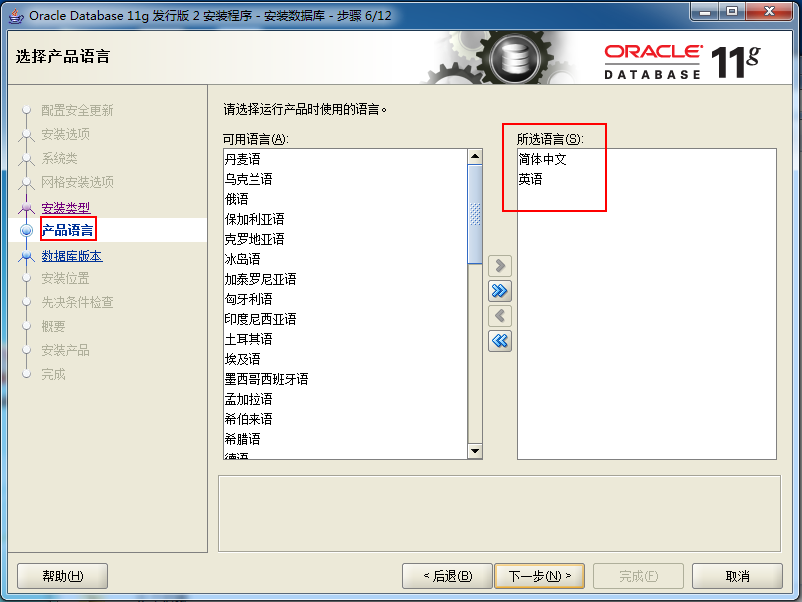 Oracle Database 11g 发行版 2 安装程序 - 安装数据库 - 步骤 6/12
选择产品语言
ORACLE
DATABASE 11g
配置安全更新
安装选项
系统类
网格安装选项
安装类型
产品语言
数据库版本
安装位置
先决条件检查
概要
安装产品
完成
请选择运行产品时使用的语言。
可用语言(A):
丹麦语
乌克兰语
俄语
保加利亚语
克罗地亚语
冰岛语
加泰罗尼亚语
匈牙利语
印度尼西亚语
土耳其语
埃及语
墨西哥西班牙语
孟加拉语
希伯来语
希腊语
德语
所选语言(S):
简体中文
英语
帮助(H)
< 后退(B)
下一步(N) >
完成(F)
取消